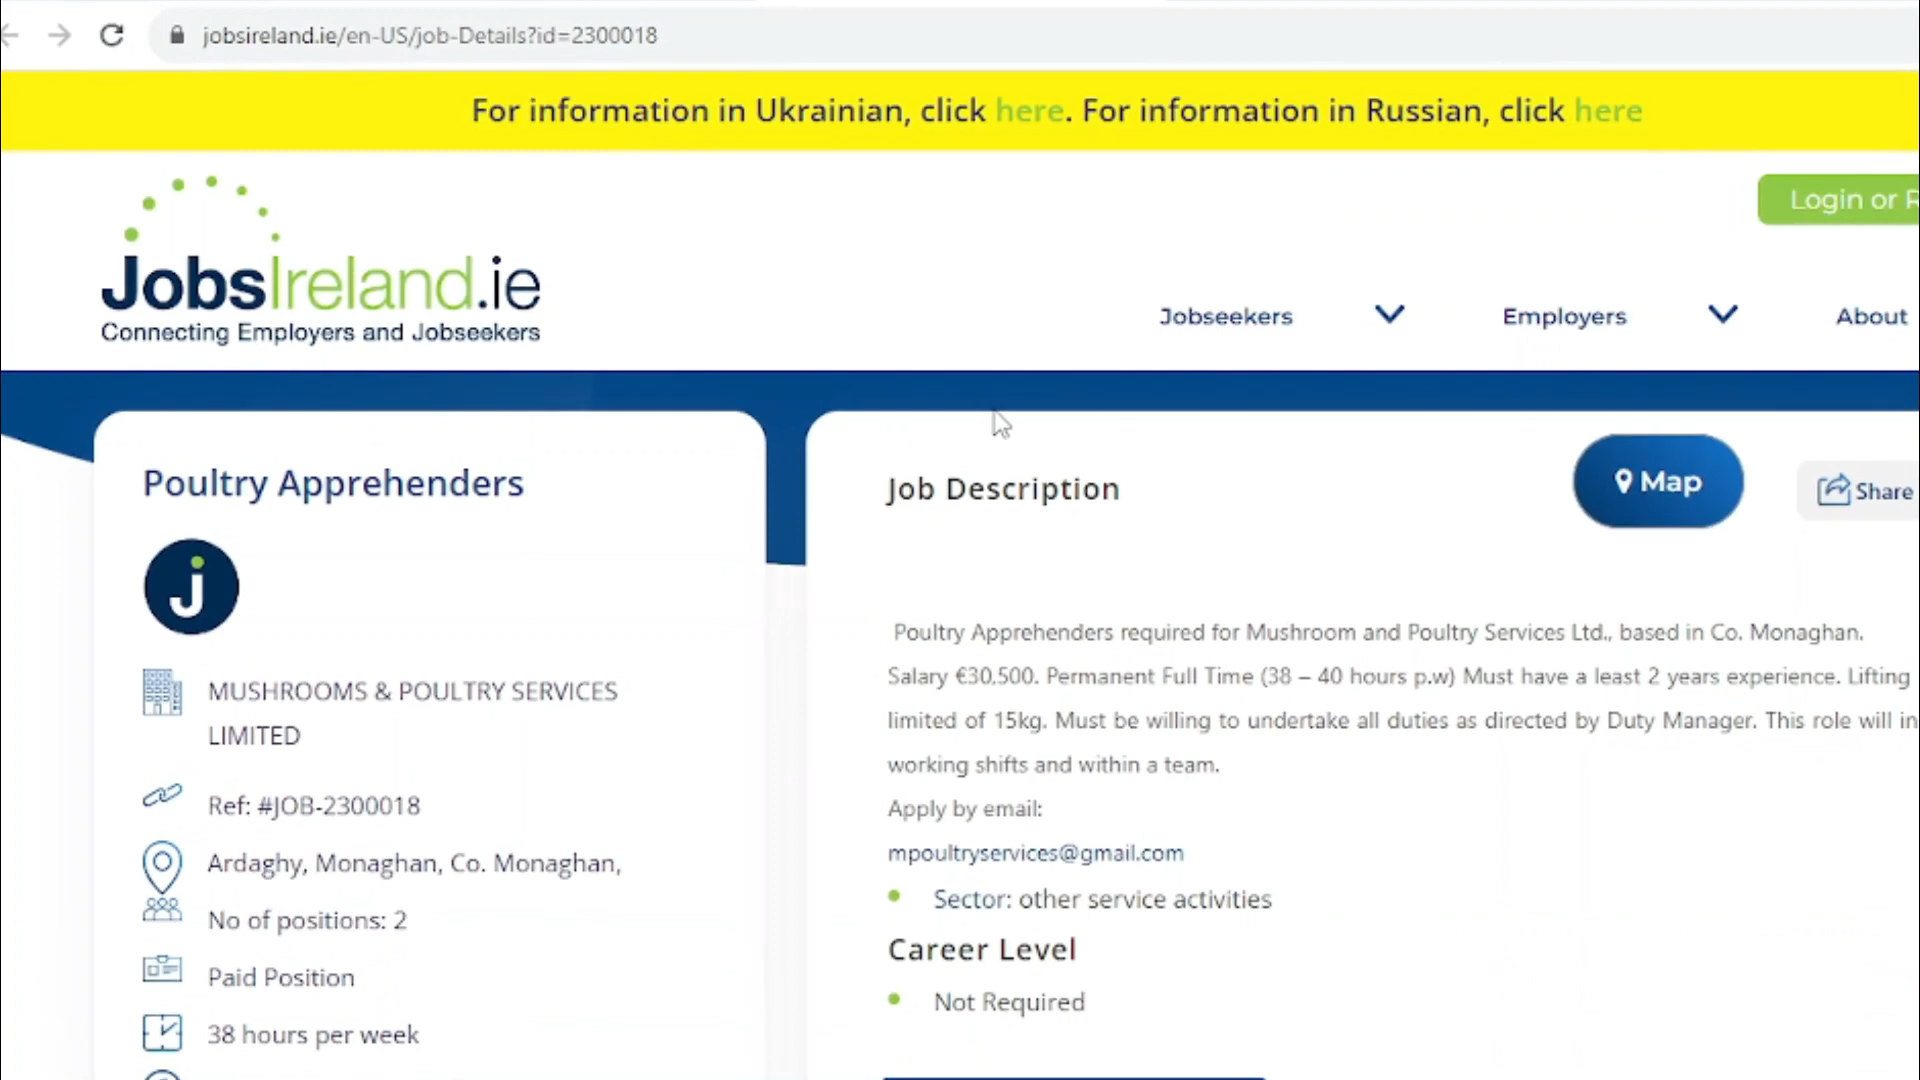 jobsireland.ie/en-US/job-Details?id=2300018
For information in Ukrainian, click here. For information in Russian, click here
Login or R
JobsIreland.ie
Connecting Employers and Jobseekers
Jobseekers
Employers
About
Poultry Apprehenders
J
MUSHROOMS & POULTRY SERVICES
LIMITED
Ref: #JOB-2300018
Ardaghy, Monaghan, Co. Monaghan,
No of positions: 2
Paid Position
38 hours per week
Job Description
Map
Share
Poultry Apprehenders required for Mushroom and Poultry Services Ltd., based in Co. Monaghan.
Salary €30,500. Permanent Full Time (38 – 40 hours p.w) Must have a least 2 years experience. Lifting
limited of 15kg. Must be willing to undertake all duties as directed by Duty Manager. This role will in
working shifts and within a team.
Apply by email:
mpoultryservices@gmail.com
Sector: other service activities
Career Level
Not Required